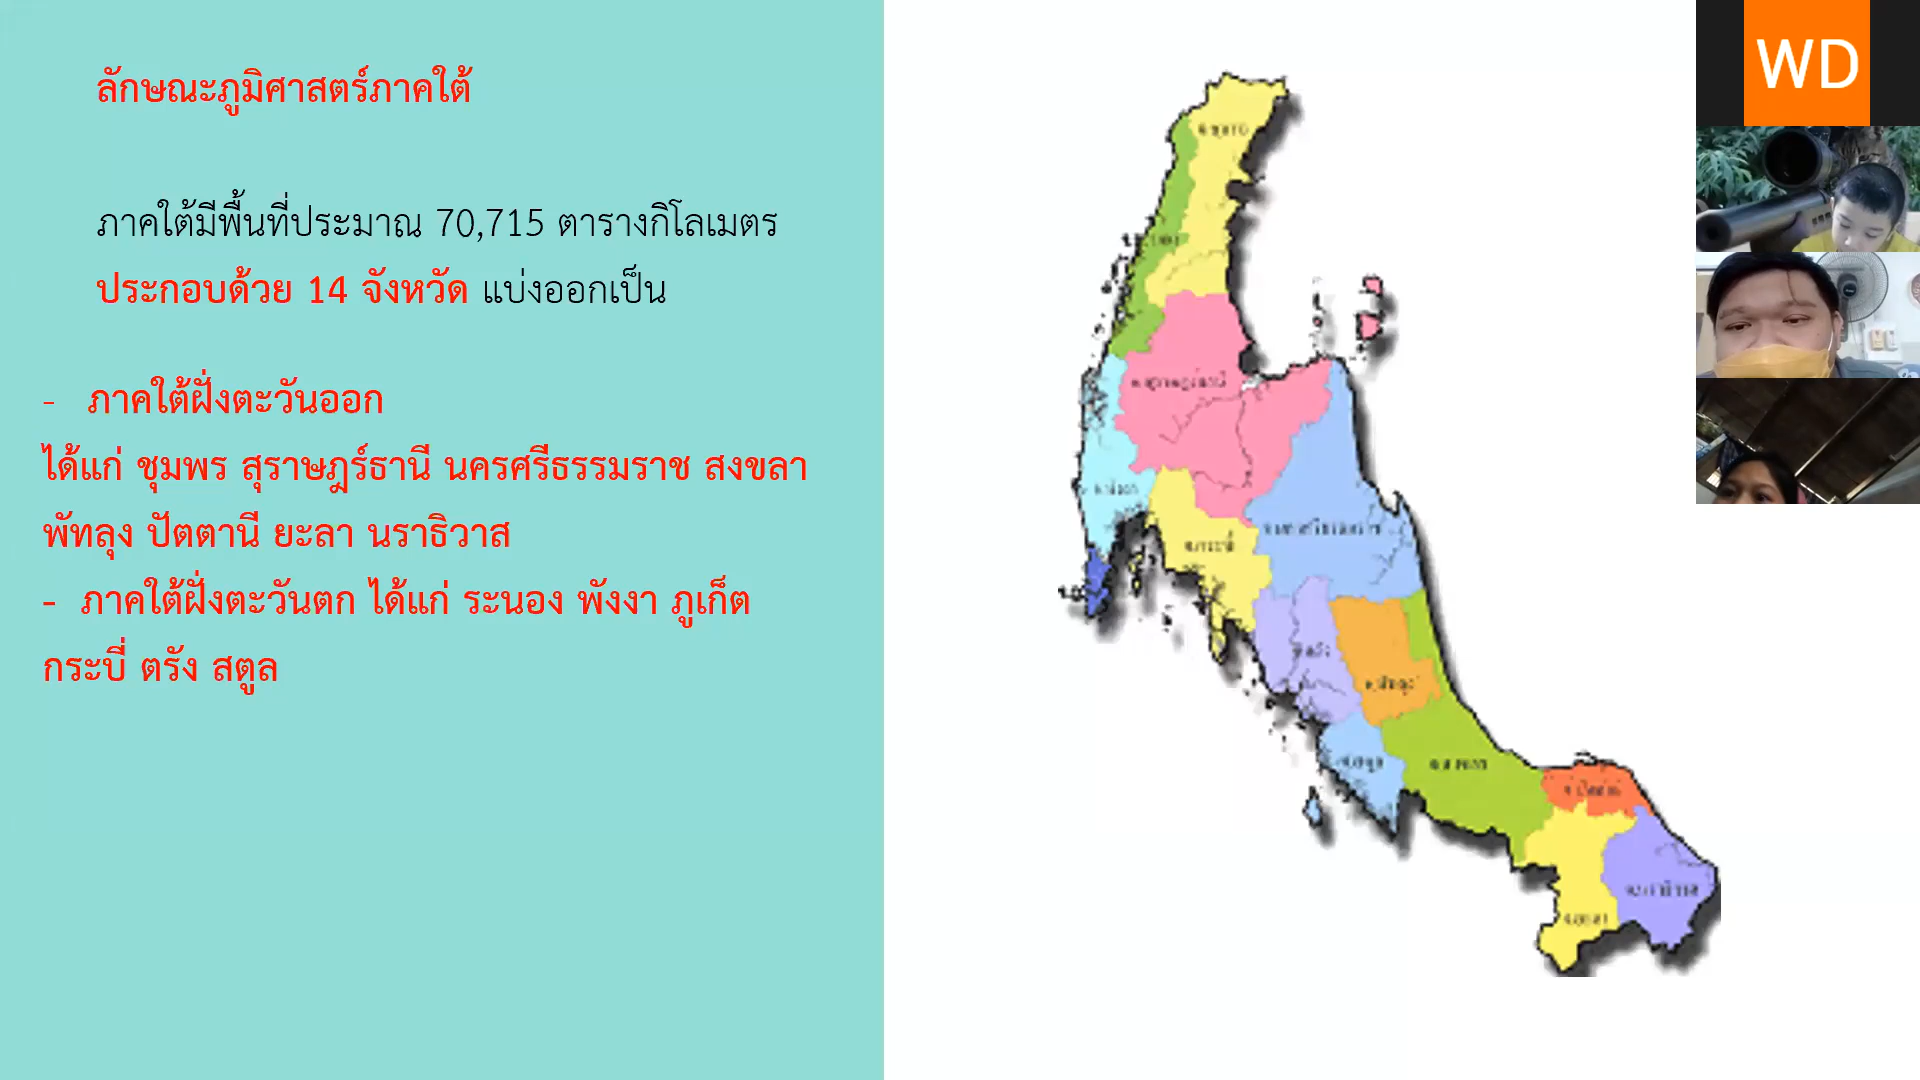 ลักษณะภูมิศาสตร์ภาคใต้
ภาคใต้มีพื้นที่ประมาณ 70,715 ตารางกิโลเมตร
ประกอบด้วย 14 จังหวัด แบ่งออกเป็น
- ภาคใต้ฝั่งตะวันออก
ได้แก่ ชุมพร สุราษฎร์ธานี นครศรีธรรมราช สงขลา
พัทลุง ปัตตานี ยะลา นราธิวาส
- ภาคใต้ฝั่งตะวันตก ได้แก่ ระนอง พังงา ภูเก็ต
กระบี่ ตรัง สตูล
WD